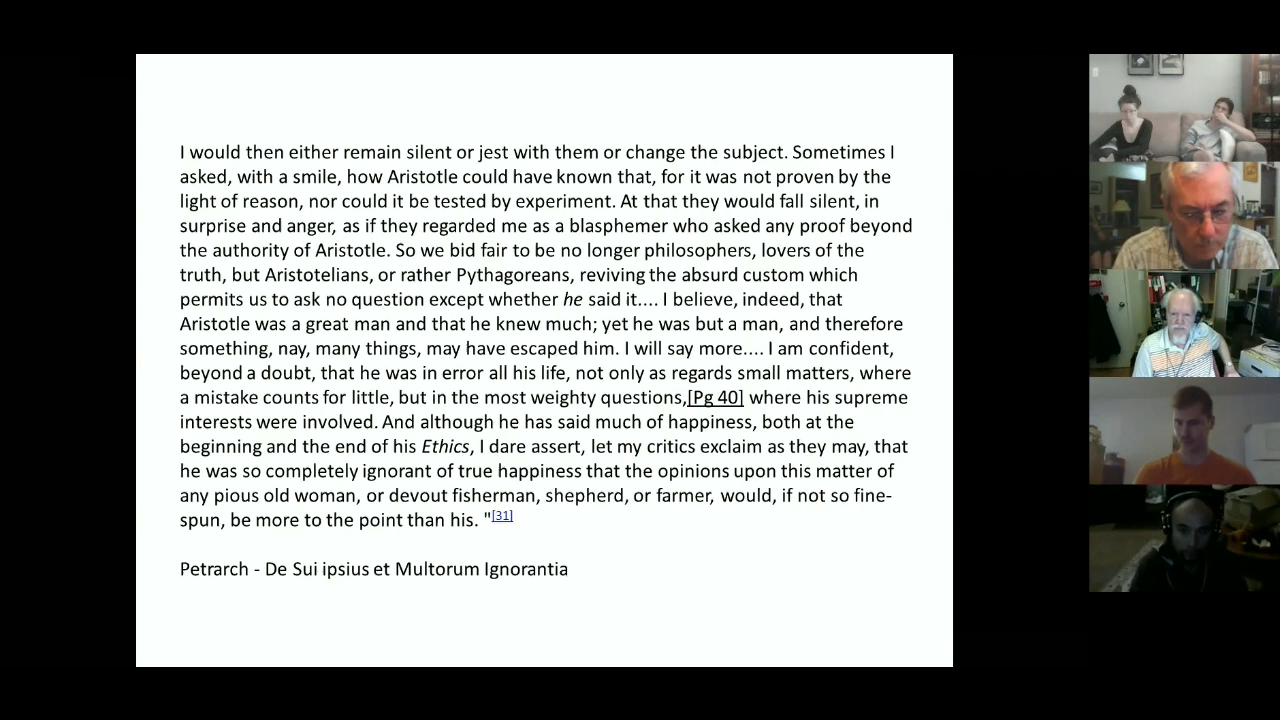 I would then either remain silent or jest with them or change the subject. Sometimes I
asked, with a smile, how Aristotle could have known that, for it was not proven by the
light of reason, nor could it be tested by experiment. At that they would fall silent, in
surprise and anger, as if they regarded me as a blasphemer who asked any proof beyond
the authority of Aristotle. So we bid fair to be no longer philosophers, lovers of the
truth, but Aristotelians, or rather Pythagoreans, reviving the absurd custom which
permits us to ask no question except whether he said it.... I believe, indeed, that
Aristotle was a great man and that he knew much; yet he was but a man, and therefore
something, nay, many things, may have escaped him. I will say more.... I am confident,
beyond a doubt, that he was in error all his life, not only as regards small matters, where
a mistake counts for little, but in the most weighty questions,[Pg 40] where his supreme
interests were involved. And although he has said much of happiness, both at the
beginning and the end of his Ethics, I dare assert, let my critics exclaim as they may, that
he was so completely ignorant of true happiness that the opinions upon this matter of
any pious old woman, or devout fisherman, shepherd, or farmer, would, if not so fine-
spun, be more to the point than his. "[31]
Petrarch - De Sui ipsius et Multorum Ignorantia